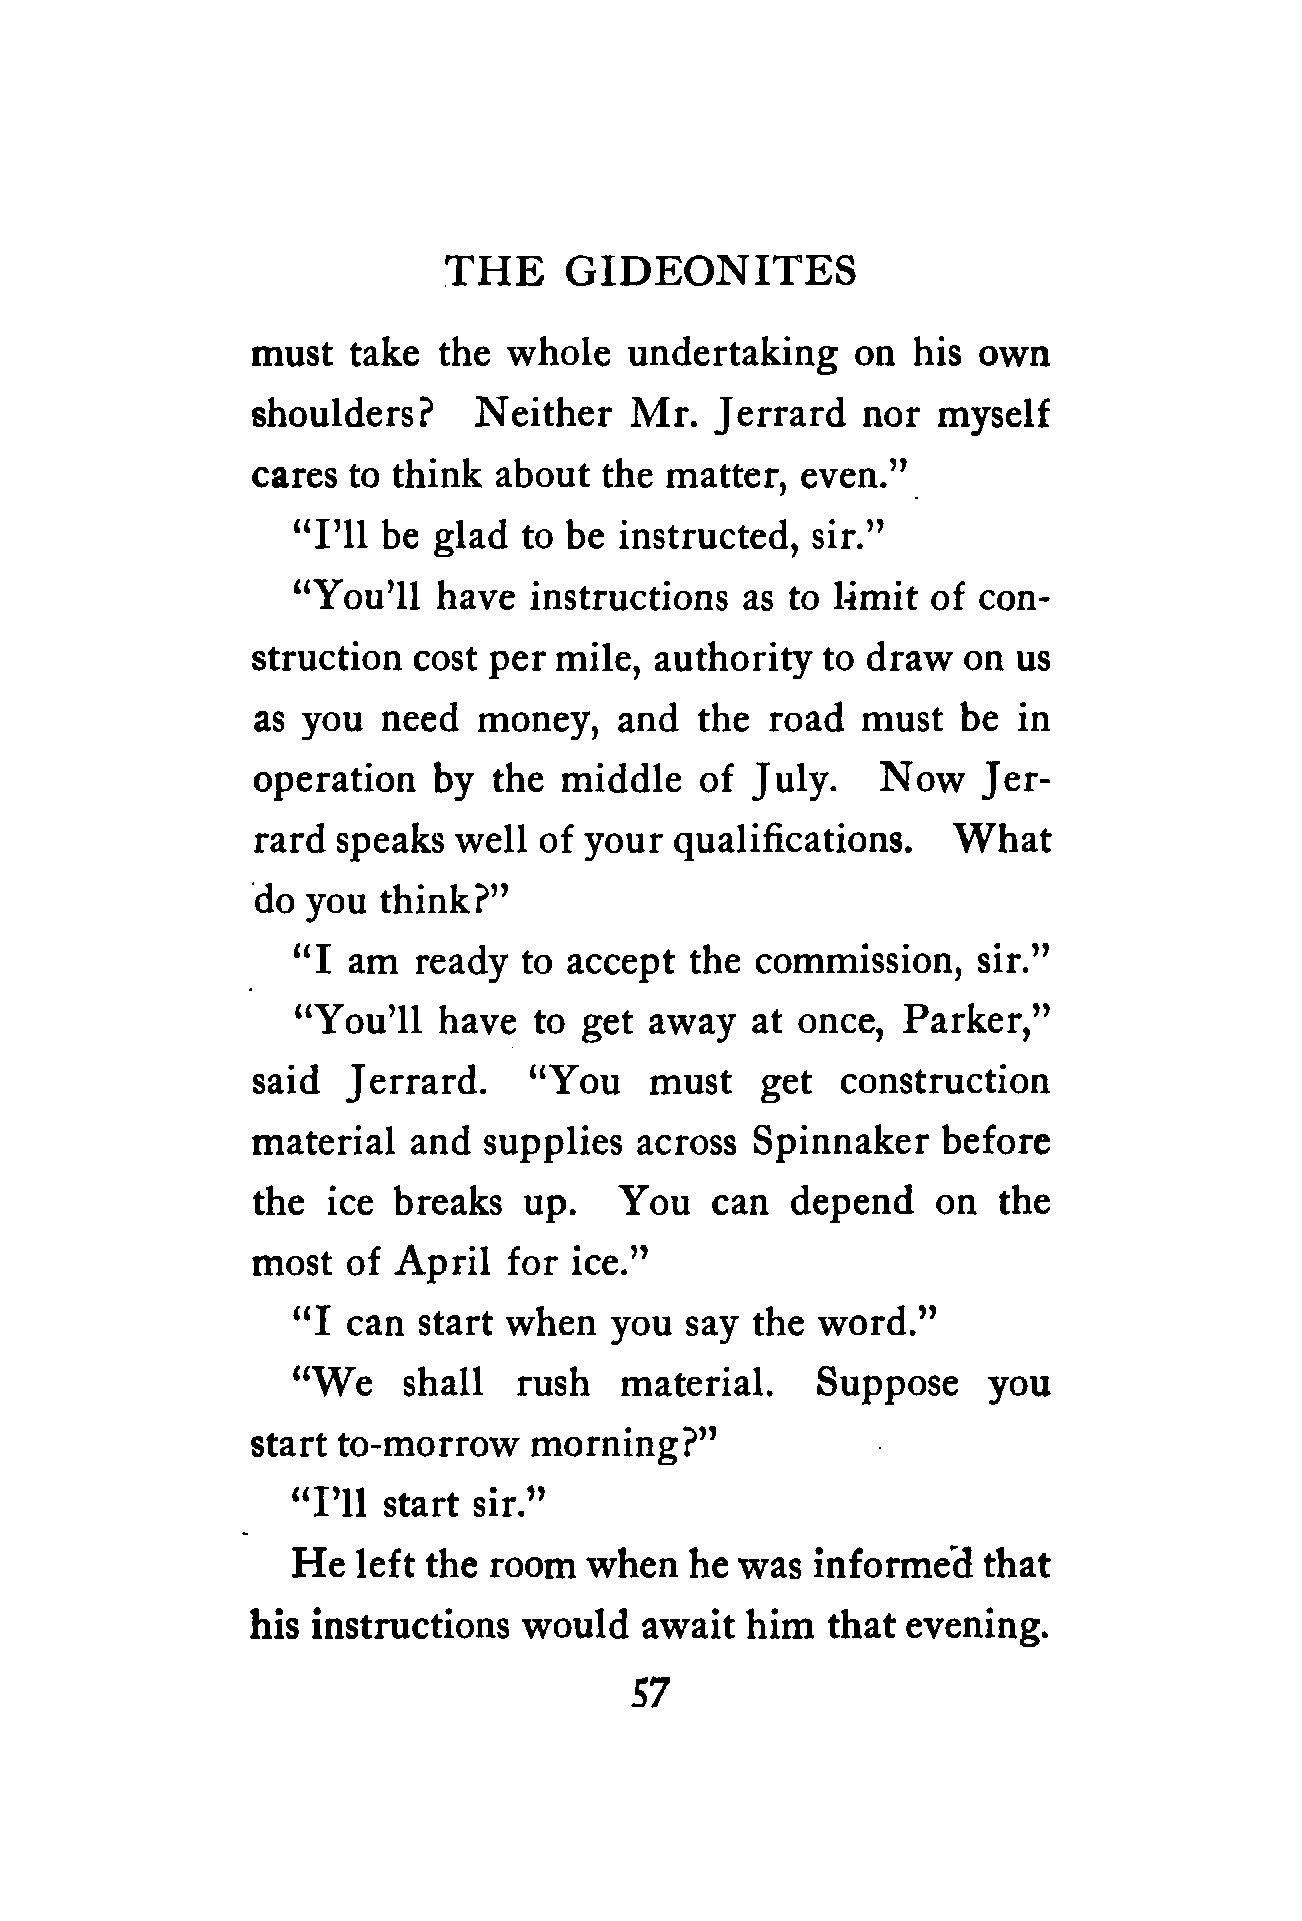 THE GIDEONITES
must take the whole undertaking on his own
shoulders? Neither Mr. Jerrard nor myself
cares to think about the matter, even.”
“I’ll be glad to be instructed, sir.”
“You’ll have instructions as to limit of con-
struction cost per mile, authority to draw on us
as you need money, and the road must be in
operation by the middle of July. Now Jer-
rard speaks well of your qualifications. What
do you think?”
“I am ready to accept the commission, sir.”
“You’ll have to get away at once, Parker,”
said Jerrard. “You must get construction
material and supplies across Spinnaker before
the ice breaks up. You can depend on the
most of April for ice.”
“I can start when you say the word.”
“We shall rush material. Suppose you
start to-morrow morning?”
“I’ll start sir.”
He left the room when he was informed that
his instructions would await him that evening.
57